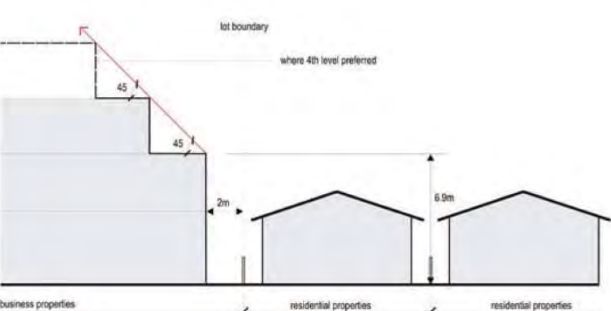 lot boundary
where 4th level preferred
45
45
2m
6.9m
business properties
residential properties
residential properties